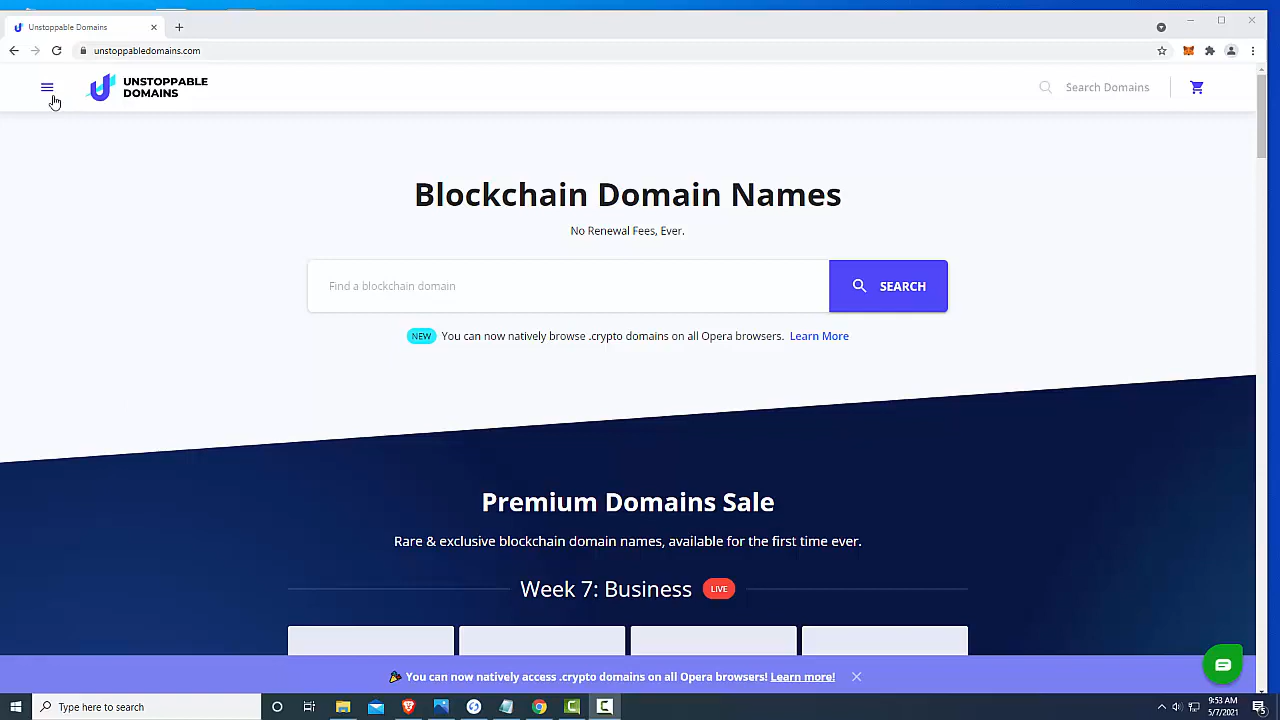 Unstoppable Domains
unstoppabledomains.com
UNSTOPPABLE
DOMAINS
Search Domains
Blockchain Domain Names
No Renewal Fees, Ever.
Find a blockchain domain
SEARCH
NEW You can now natively browse .crypto domains on all Opera browsers. Learn More
Premium Domains Sale
Rare & exclusive blockchain domain names, available for the first time ever.
Week 7: Business LIVE
You can now natively access .crypto domains on all Opera browsers! Learn more!
Type here to search
9:53 AM
5/7/2021